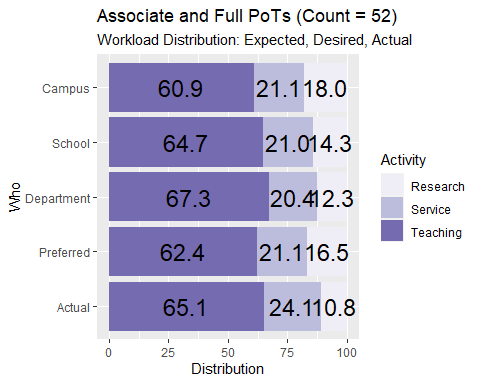 Associate and Full PoTs (Count = 52)
Workload Distribution: Expected, Desired, Actual
Campus 60.9 21.1 18.0
School 64.7 21.0 14.3
Department 67.3 20.4 12.3
Preferred 62.4 21.1 16.5
Actual 65.1 24.1 10.8
0 25 50 75 100
Distribution
Who
Activity
Research
Service
Teaching